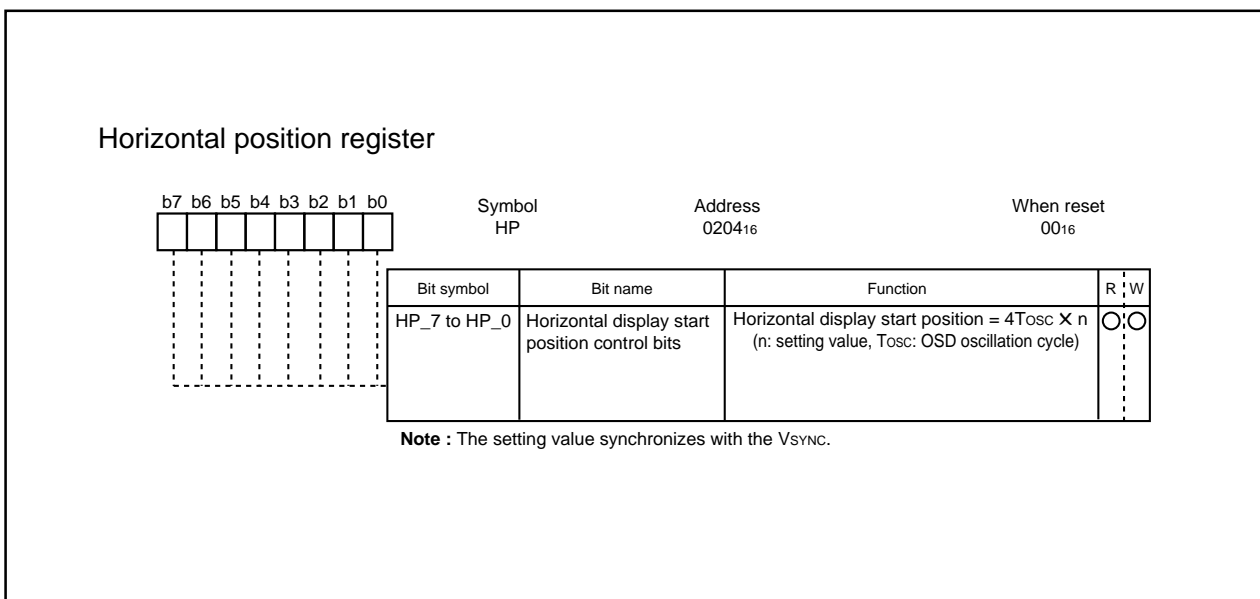 Horizontal position register
b7 b6 b5 b4 b3 b2 b1 b0
Symbol Address When reset
HP 020416 0016
Bit symbol Bit name Function R W
HP_7 to HP_0 Horizontal display start Horizontal display start position = 4Tosc X n
position control bits (n: setting value, Tosc: OSD oscillation cycle)
Note : The setting value synchronizes with the VSYNC.